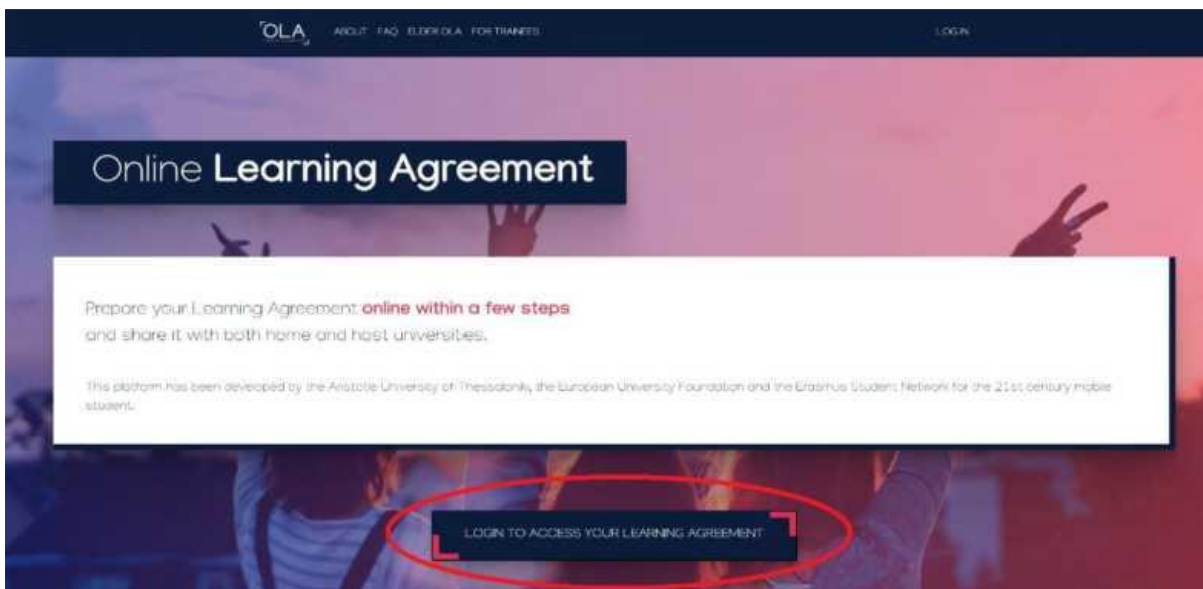 OLA ABOUT FAQ ELDER OLA FOR TRAINEES LOGIN
Online Learning Agreement
Prepare your Learning Agreement online within a few steps
and share it with both home and host universities.
This platform has been developed by the Aristotle University of Thessaloniki, the European University Foundation and the Erasmus Student Network for the 21st century mobile
student.
LOGIN TO ACCESS YOUR LEARNING AGREEMENT